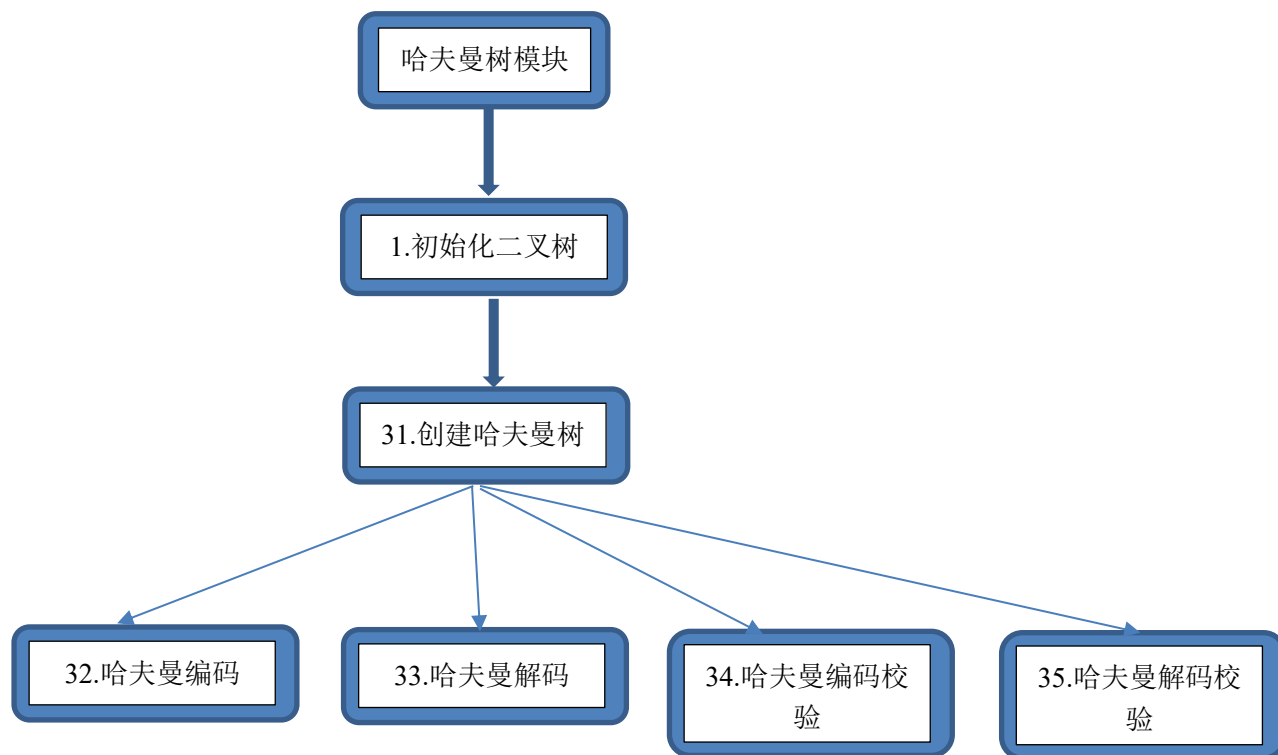 哈夫曼树模块
1.初始化二叉树
31.创建哈夫曼树
32.哈夫曼编码
33.哈夫曼解码
34.哈夫曼编码校
验
35.哈夫曼解码校
验